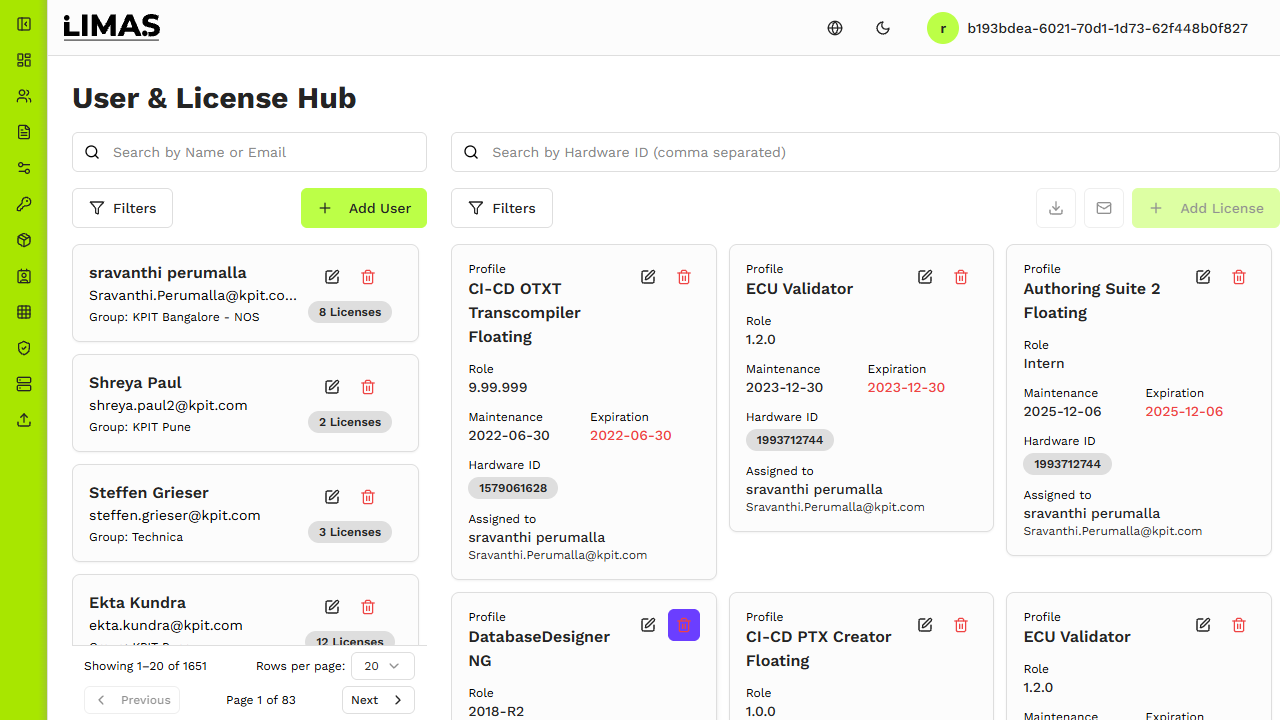 LIMAS
r
b193bdea-6021-70d1-1d73-62f448b0f827
User & License Hub
Search by Name or Email
Search by Hardware ID (comma separated)
Filters
Add User
Filters
Add License
sravanthi perumalla
Sravanthi.Perumalla@kpit.co...
Group: KPIT Bangalore - NOS
8 Licenses
Shreya Paul
shreya.paul2@kpit.com
Group: KPIT Pune
2 Licenses
Steffen Grieser
steffen.grieser@kpit.com
Group: Technica
3 Licenses
Ekta Kundra
ekta.kundra@kpit.com
12 Licenses
Showing 1–20 of 1651
Rows per page:
20
Previous
Page 1 of 83
Next
Profile
CI-CD OTXT
Transcompiler
Floating
Role
9.99.999
Maintenance
Expiration
2022-06-30
2022-06-30
Hardware ID
1579061628
Assigned to
sravanthi perumalla
Sravanthi.Perumalla@kpit.com
Profile
ECU Validator
Role
1.2.0
Maintenance
Expiration
2023-12-30
2023-12-30
Hardware ID
1993712744
Assigned to
sravanthi perumalla
Sravanthi.Perumalla@kpit.com
Profile
Authoring Suite 2
Floating
Role
Intern
Maintenance
Expiration
2025-12-06
2025-12-06
Hardware ID
1993712744
Assigned to
sravanthi perumalla
Sravanthi.Perumalla@kpit.com
Profile
DatabaseDesigner
NG
Role
2018-R2
Profile
CI-CD PTX Creator
Floating
Role
1.0.0
Profile
ECU Validator
Role
1.2.0
Maintenance
Expiration